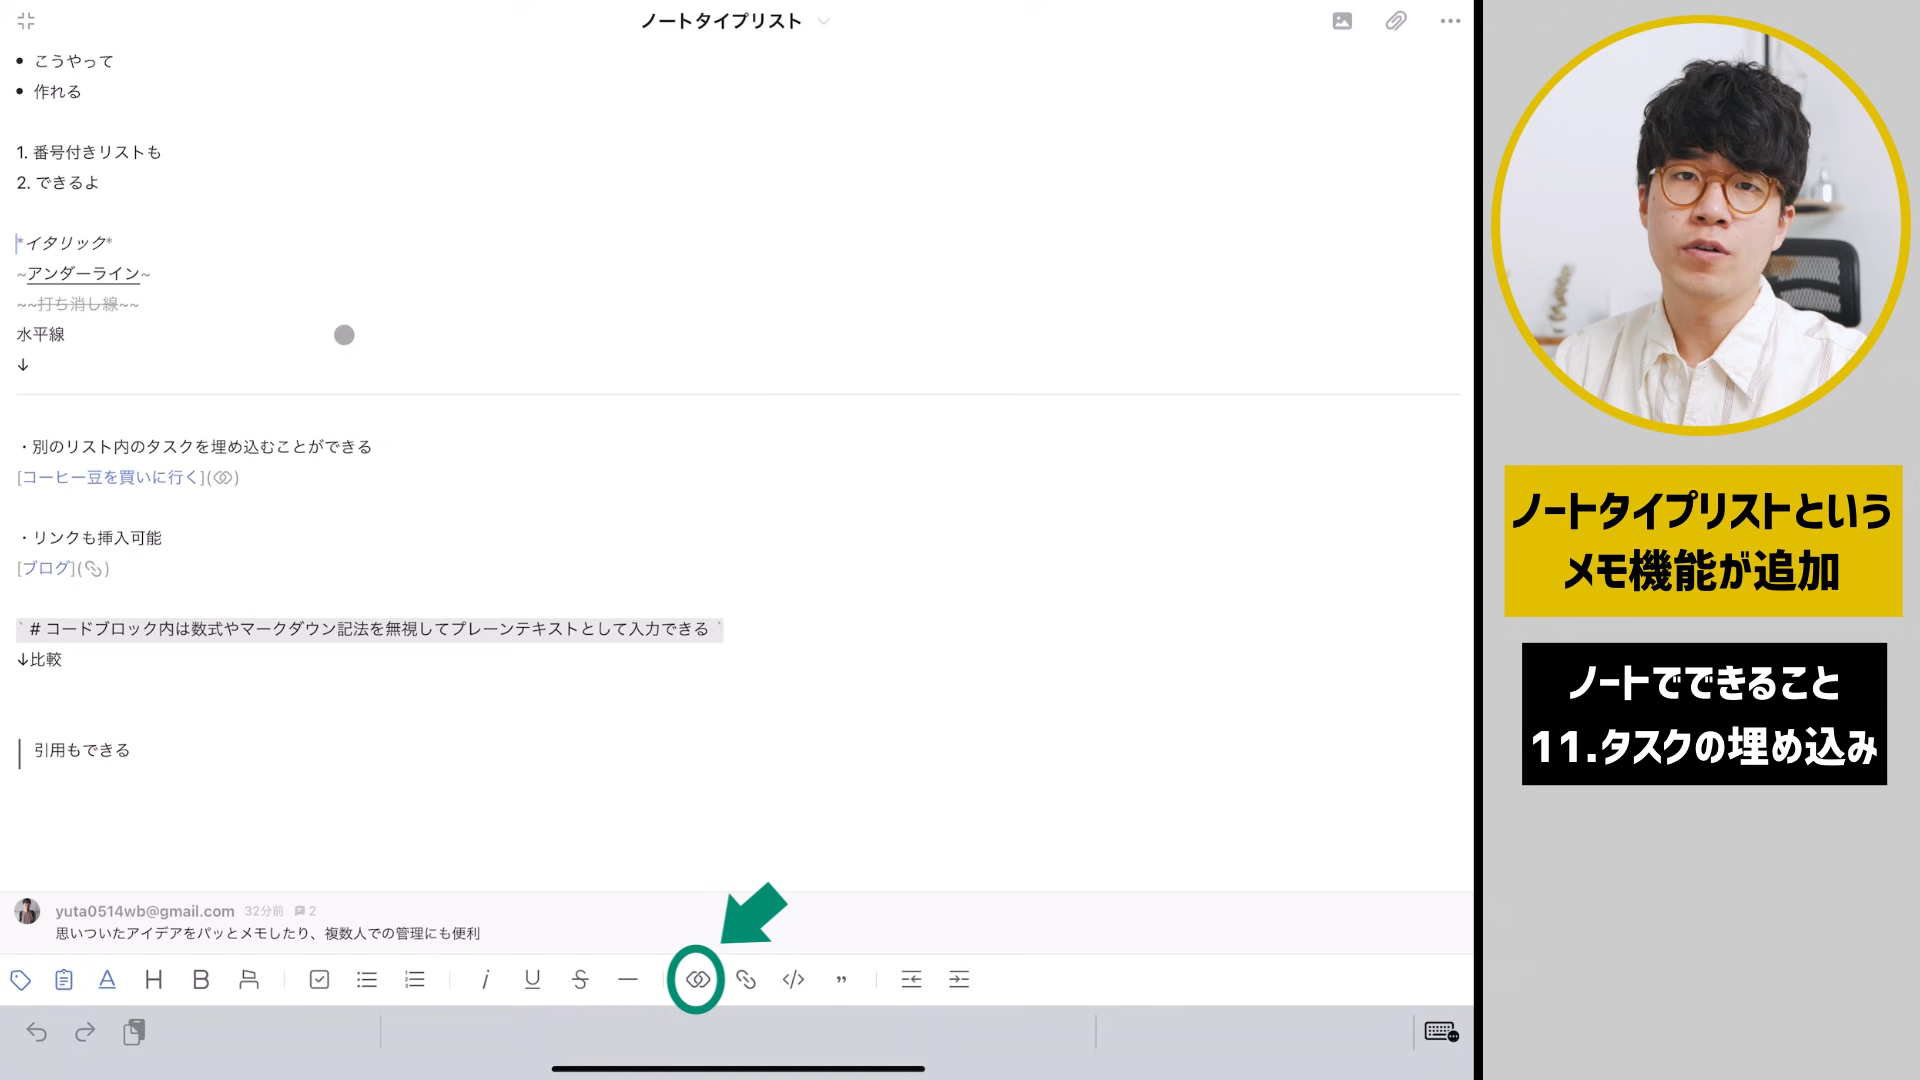 ノートタイプリスト
• こうやって
• 作れる
1. 番号付きリストも
2. できるよ
*イタリック*
~アンダーライン~
~~打ち消し線~~
水平線
↓
・別のリスト内のタスクを埋め込むことができる
[コーヒー豆を買いに行く]()
・リンクも挿入可能
[ブログ]()
` # コードブロック内は数式やマークダウン記法を無視してプレーンテキストとして入力できる `
↓比較
引用もできる
yuta0514wb@gmail.com 32分前 2
思いついたアイデアをパッとメモしたり、複数人での管理にも便利
A H B i U S </> ”
ノートタイプリストという
メモ機能が追加
ノートでできること
11.タスクの埋め込み